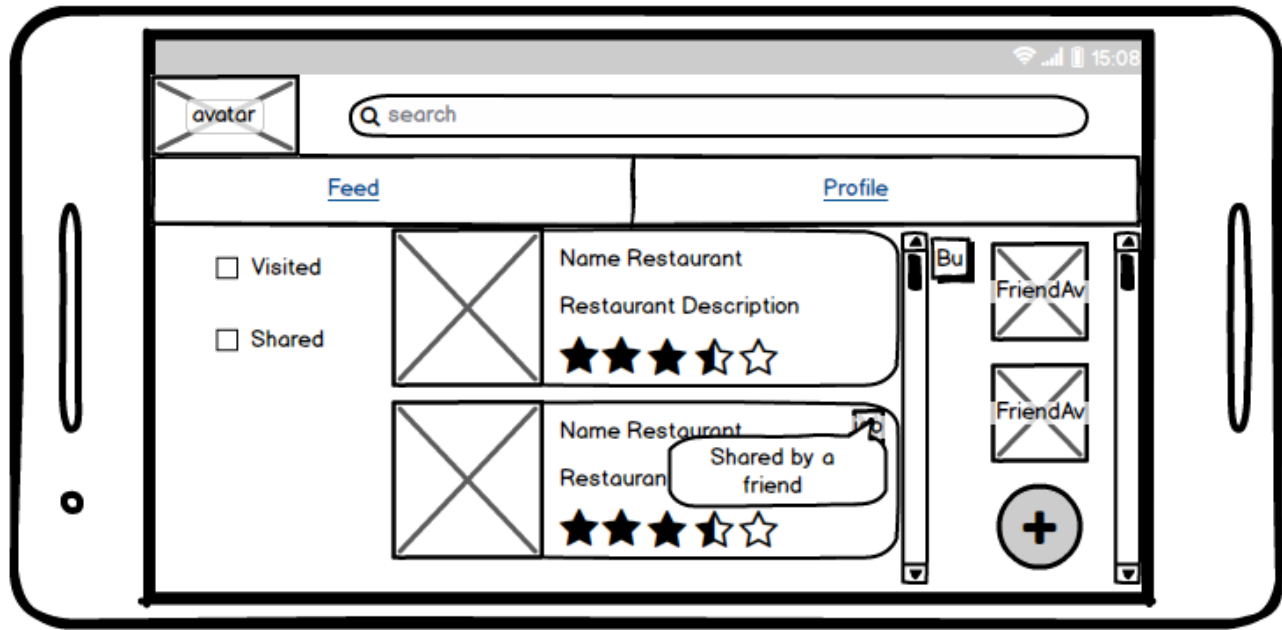 15:08
avatar
search
Feed
Profile
Visited
Shared
Name Restaurant
Restaurant Description
Bu
FriendAv
Name Restaurant
Restauran
Shared by a
friend
FriendAv